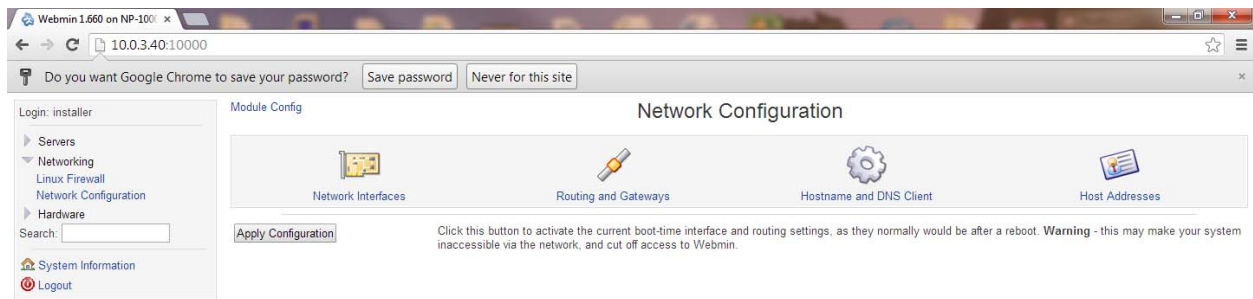 Webmin 1.660 on NP-100
10.0.3.40:10000
Do you want Google Chrome to save your password? Save password Never for this site
Login: installer
Servers
Networking
Linux Firewall
Network Configuration
Hardware
Search:
System Information
Logout
Module Config
Network Configuration
Network Interfaces
Routing and Gateways
Hostname and DNS Client
Host Addresses
Apply Configuration
Click this button to activate the current boot-time interface and routing settings, as they normally would be after a reboot. Warning - this may make your system
inaccessible via the network, and cut off access to Webmin.